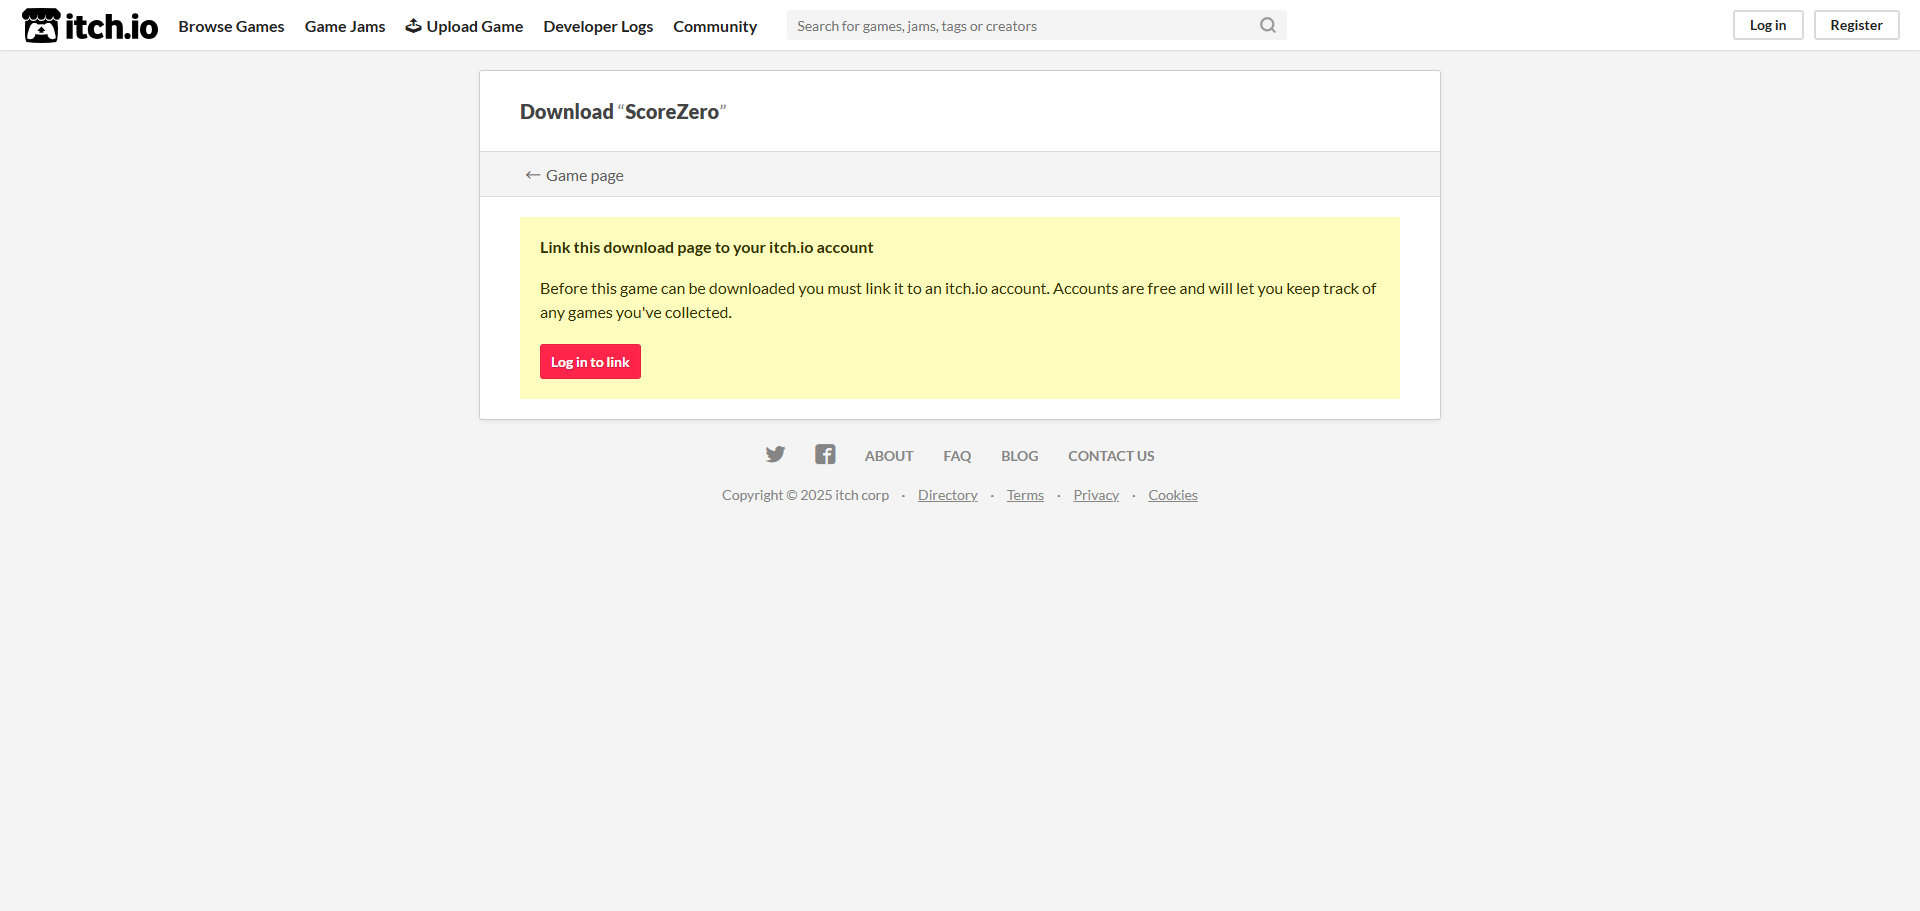 itch.io Browse Games Game Jams Upload Game Developer Logs Community Search for games, jams, tags or creators Log in Register
Download “ScoreZero”
← Game page
Link this download page to your itch.io account
Before this game can be downloaded you must link it to an itch.io account. Accounts are free and will let you keep track of
any games you've collected.
Log in to link
ABOUT FAQ BLOG CONTACT US
Copyright © 2025 itch corp · Directory · Terms · Privacy · Cookies